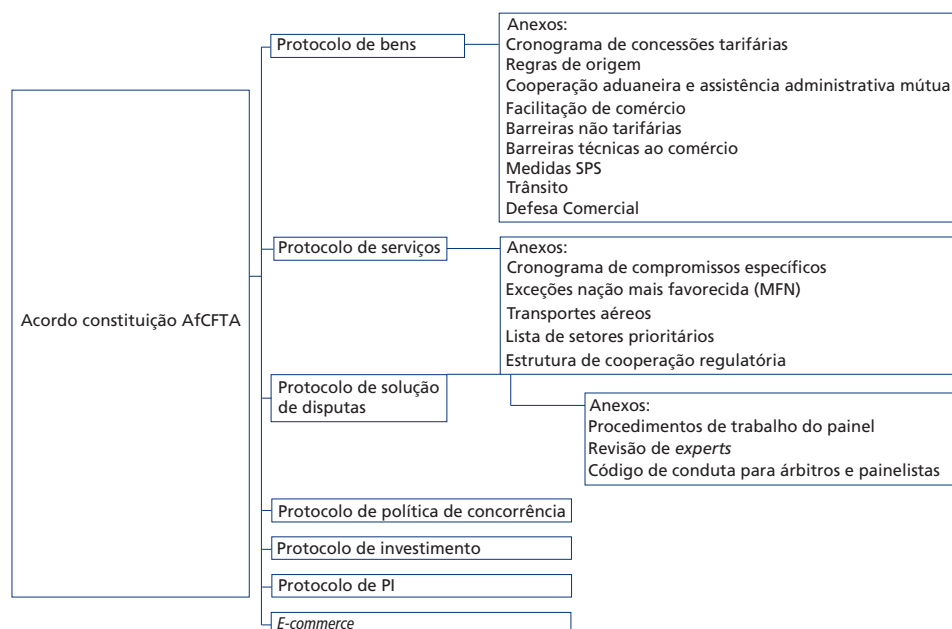 Acordo constituição AfCFTA
Protocolo de bens
Anexos:
Cronograma de concessões tarifárias
Regras de origem
Cooperação aduaneira e assistência administrativa mútua
Facilitação de comércio
Barreiras não tarifárias
Barreiras técnicas ao comércio
Medidas SPS
Trânsito
Defesa Comercial
Protocolo de serviços
Anexos:
Cronograma de compromissos específicos
Exceções nação mais favorecida (MFN)
Transportes aéreos
Lista de setores prioritários
Estrutura de cooperação regulatória
Protocolo de solução
de disputas
Anexos:
Procedimentos de trabalho do painel
Revisão de experts
Código de conduta para árbitros e painelistas
Protocolo de política de concorrência
Protocolo de investimento
Protocolo de PI
E-commerce